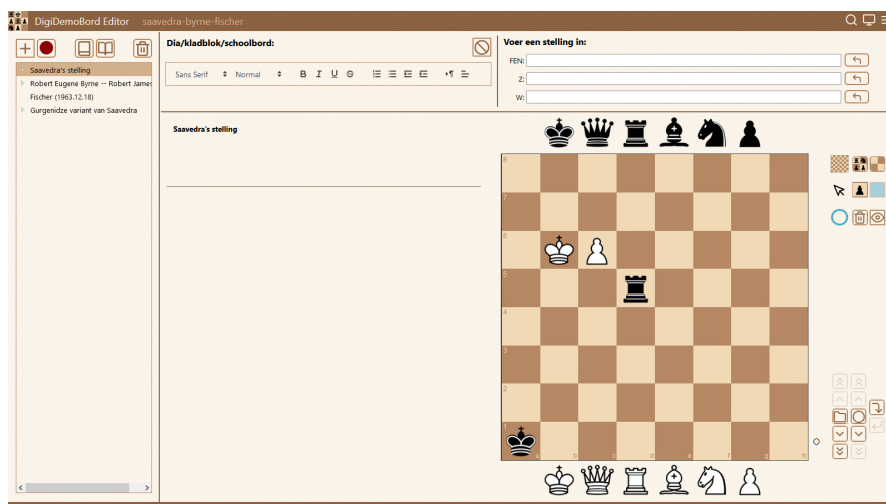 DigiDemoBord Editor saavedra-byrne-fischer
Saavedra's stelling
Robert Eugene Byrne -- Robert James
Fischer (1963.12.18)
Gurgenidze variant van Saavedra
Dia/kladblok/schoolbord:
Sans Serif Normal B I U S
Saavedra's stelling
Voer een stelling in:
FEN:
Z:
W:
8
7
6
5
4
3
2
1
a b c d e f g h